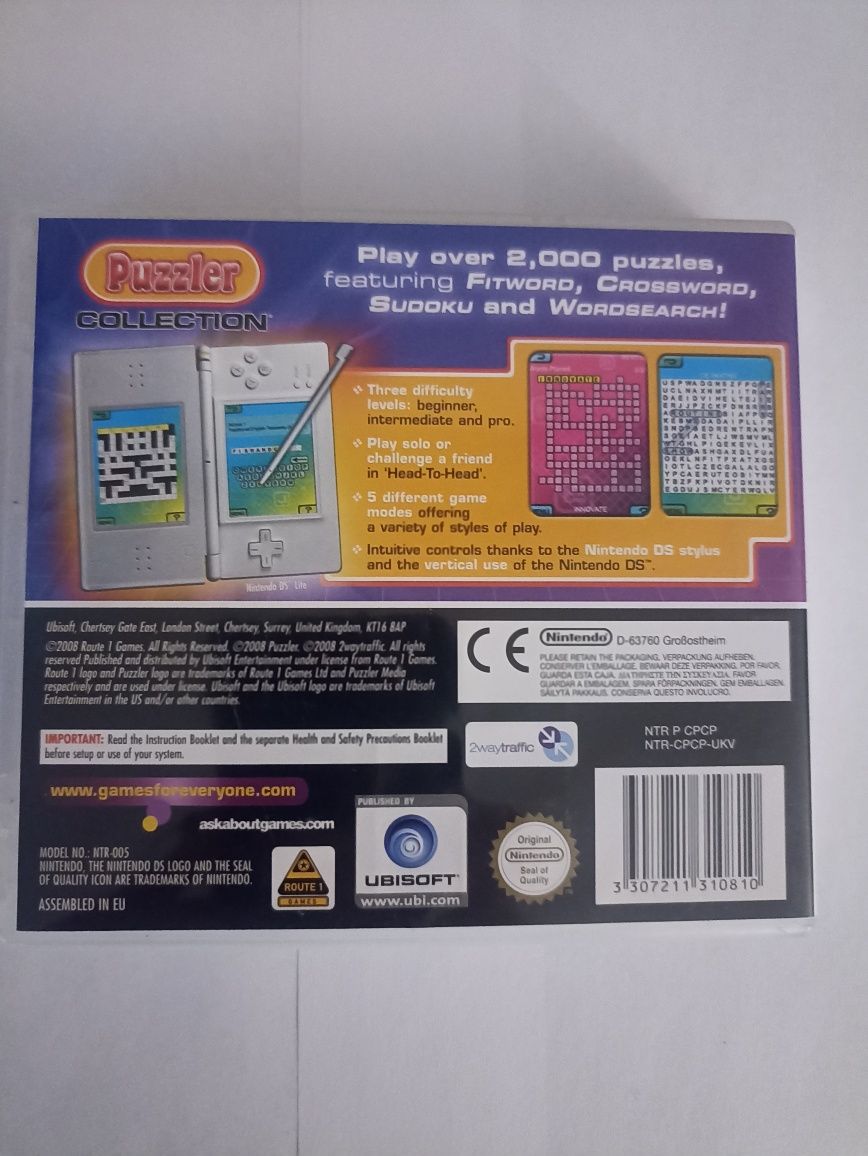 Puzzler
COLLECTION
Play over 2,000 puzzles,
featuring FITWORD, CROSSWORD,
SUDOKU and WORDSEARCH!
Three difficulty
levels: beginner,
intermediate and pro.
Play solo or
challenge a friend
in 'Head-To-Head'.
5 different game
modes offering
a variety of styles of play.
Intuitive controls thanks to the Nintendo DS stylus
and the vertical use of the Nintendo DS™.
INNOVATE
INNOVATE
Nintendo DS™ Lite
Ubisoft, Chertsey Gate East, London Street, Chertsey, Surrey, United Kingdom, KT16 8AP
©2008 Route 1 Games. All Rights Reserved. ©2008 Puzzler. ©2008 2waytraffic. All rights
reserved Published and distributed by Ubisoft Entertainment under license from Route 1 Games.
Route 1 logo and Puzzler logo are trademarks of Route 1 Games Ltd and Puzzler Media
respectively and are used under license. Ubisoft and the Ubisoft logo are trademarks of Ubisoft
Entertainment in the US and/or other countries.
CE
Nintendo D-63760 Großostheim
PLEASE RETAIN THE PACKAGING. VERPACKUNG AUFHEBEN.
CONSERVER L'EMBALLAGE. BEWAAR DEZE VERPAKKING. POR FAVOR,
GUARDA ESTA CAJA. ΔΙΑΤΗΡΗΣΤΕ ΤΗΝ ΣΥΣΚΕΥΑΣΙΑ. FAVOR
GUARDAR A EMBALAGEM. SPARA FÖRPACKNINGEN. GEM EMBALLAGEN.
SÄILYTÄ PAKKAUS. CONSERVA QUESTO INVOLUCRO.
IMPORTANT: Read the Instruction Booklet and the separate Health and Safety Precautions Booklet
before setup or use of your system.
2waytraffic
NTR P CPCP
NTR-CPCP-UKV
www.gamesforeveryone.com
askaboutgames.com
MODEL NO.: NTR-005
NINTENDO, THE NINTENDO DS LOGO AND THE SEAL
OF QUALITY ICON ARE TRADEMARKS OF NINTENDO.
ASSEMBLED IN EU
ROUTE 1
GAMES
PUBLISHED BY
UBISOFT
www.ubi.com
Original
Nintendo
Seal of
Quality
3 307211 310810